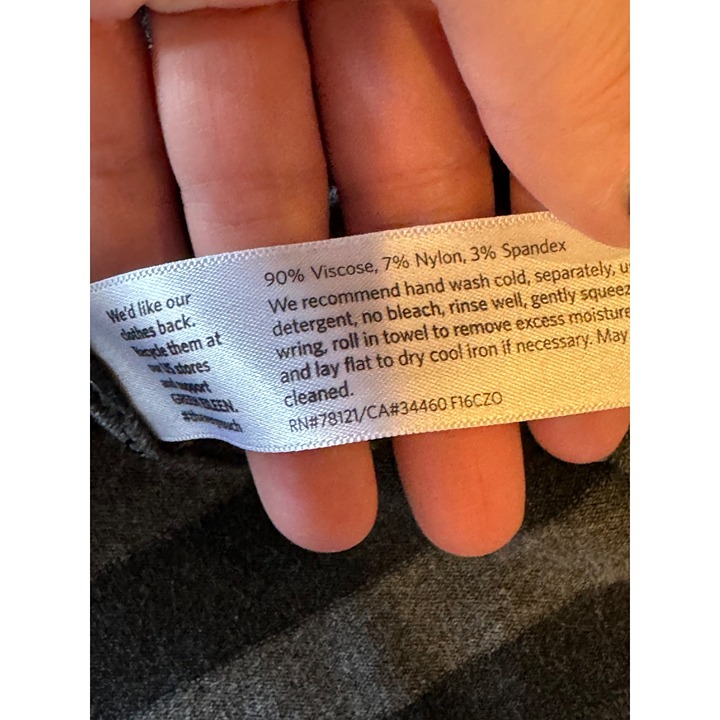 We'd like our
clothes back.
Recycle them at
our US stores
and support
GREEN EILEEN.
90% Viscose, 7% Nylon, 3% Spandex
We recommend hand wash cold, separately, u
detergent, no bleach, rinse well, gently squeez
wring, roll in towel to remove excess moisture
and lay flat to dry cool iron if necessary. May
cleaned.
RN#78121/CA#34460 F16CZO